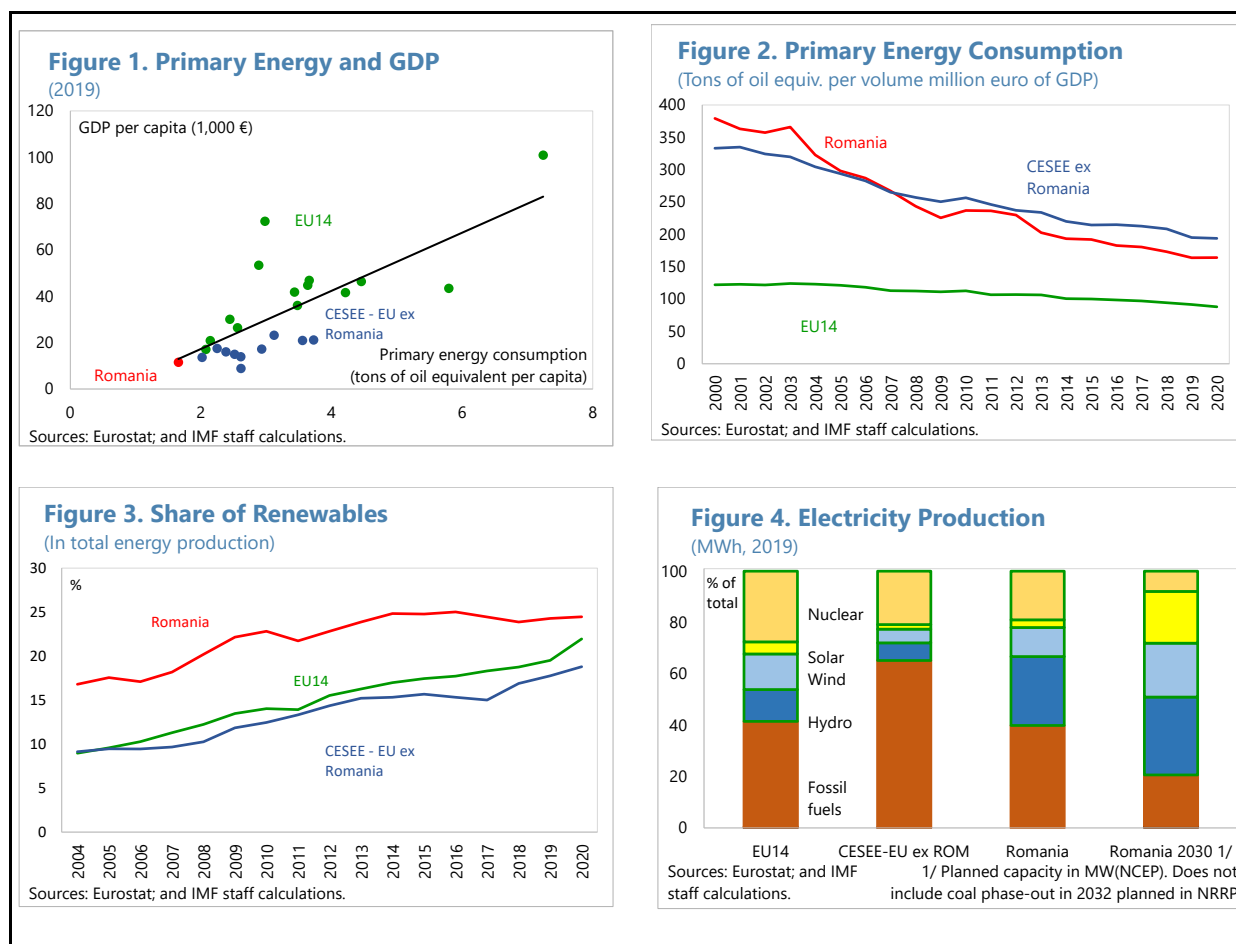 Figure 1. Primary Energy and GDP
(2019)
120
100
80
60
40
20
0
GDP per capita (1,000 €)
EU14
CESEE - EU ex
Romania
Primary energy consumption
(tons of oil equivalent per capita)
Romania
0 2 4 6 8
Sources: Eurostat; and IMF staff calculations.
Figure 2. Primary Energy Consumption
(Tons of oil equiv. per volume million euro of GDP)
400
350
300
250
200
150
100
50
0
Romania
CESEE ex
Romania
EU14
2000 2001 2002 2003 2004 2005 2006 2007 2008 2009 2010 2011 2012 2013 2014 2015 2016 2017 2018 2019 2020
Sources: Eurostat; and IMF staff calculations.
Figure 3. Share of Renewables
(In total energy production)
30
25
20
15
10
5
0
%
Romania
EU14
CESEE - EU ex
Romania
2004 2005 2006 2007 2008 2009 2010 2011 2012 2013 2014 2015 2016 2017 2018 2019 2020
Sources: Eurostat; and IMF staff calculations.
Figure 4. Electricity Production
(MWh, 2019)
100
80
60
40
20
0
% of
total
Nuclear
Solar
Wind
Hydro
Fossil
fuels
EU14 CESEE-EU ex ROM Romania Romania 2030 1/
Sources: Eurostat; and IMF
staff calculations.
1/ Planned capacity in MW(NCEP). Does not
include coal phase-out in 2032 planned in NRRP